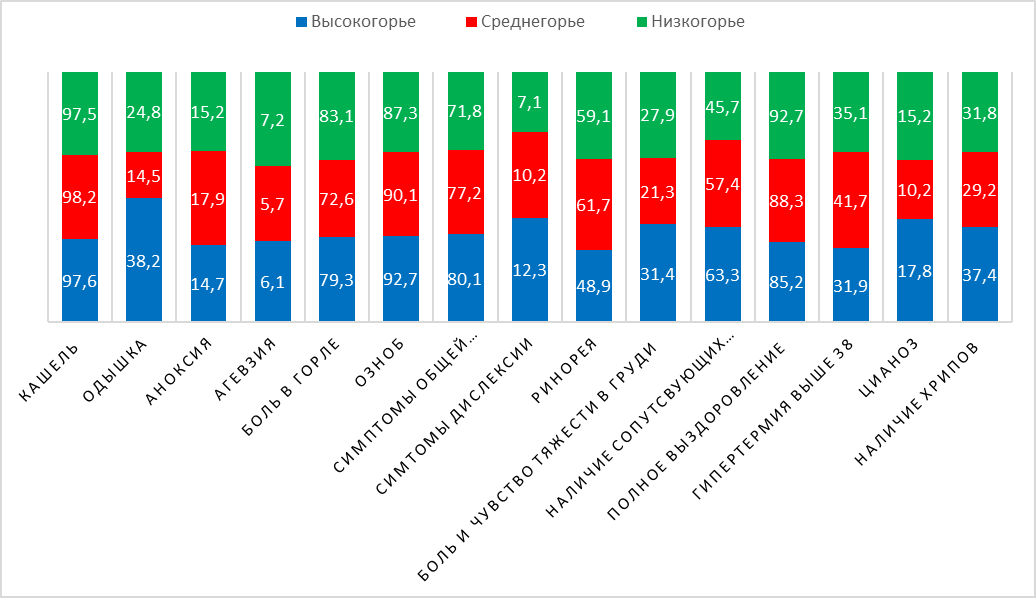 Высокогорье Среднегорье Низкогорье
97,5 24,8 15,2 7,2 83,1 87,3 71,8 7,1 59,1 27,9 45,7 92,7 35,1 15,2 31,8
98,2 14,5 17,9 5,7 72,6 90,1 77,2 10,2 61,7 21,3 57,4 88,3 41,7 10,2 29,2
97,6 38,2 14,7 6,1 79,3 92,7 80,1 12,3 48,9 31,4 63,3 85,2 31,9 17,8 37,4
КАШЕЛЬ
ОДЫШКА
АНОКСИЯ
АГЕВЗИЯ
БОЛЬ В ГОРЛЕ
ОЗНОБ
СИМПТОМЫ ОБЩЕЙ…
СИМТОМЫ ДИСЛЕКСИИ
РИНОРЕЯ
БОЛЬ И ЧУВСТВО ТЯЖЕСТИ В ГРУДИ
НАЛИЧИЕ СОПУТСВУЮЩИХ…
ПОЛНОЕ ВЫЗДОРОВЛЕНИЕ
ГИПЕРТЕРМИЯ ВЫШЕ 38
ЦИАНОЗ
НАЛИЧИЕ ХРИПОВ